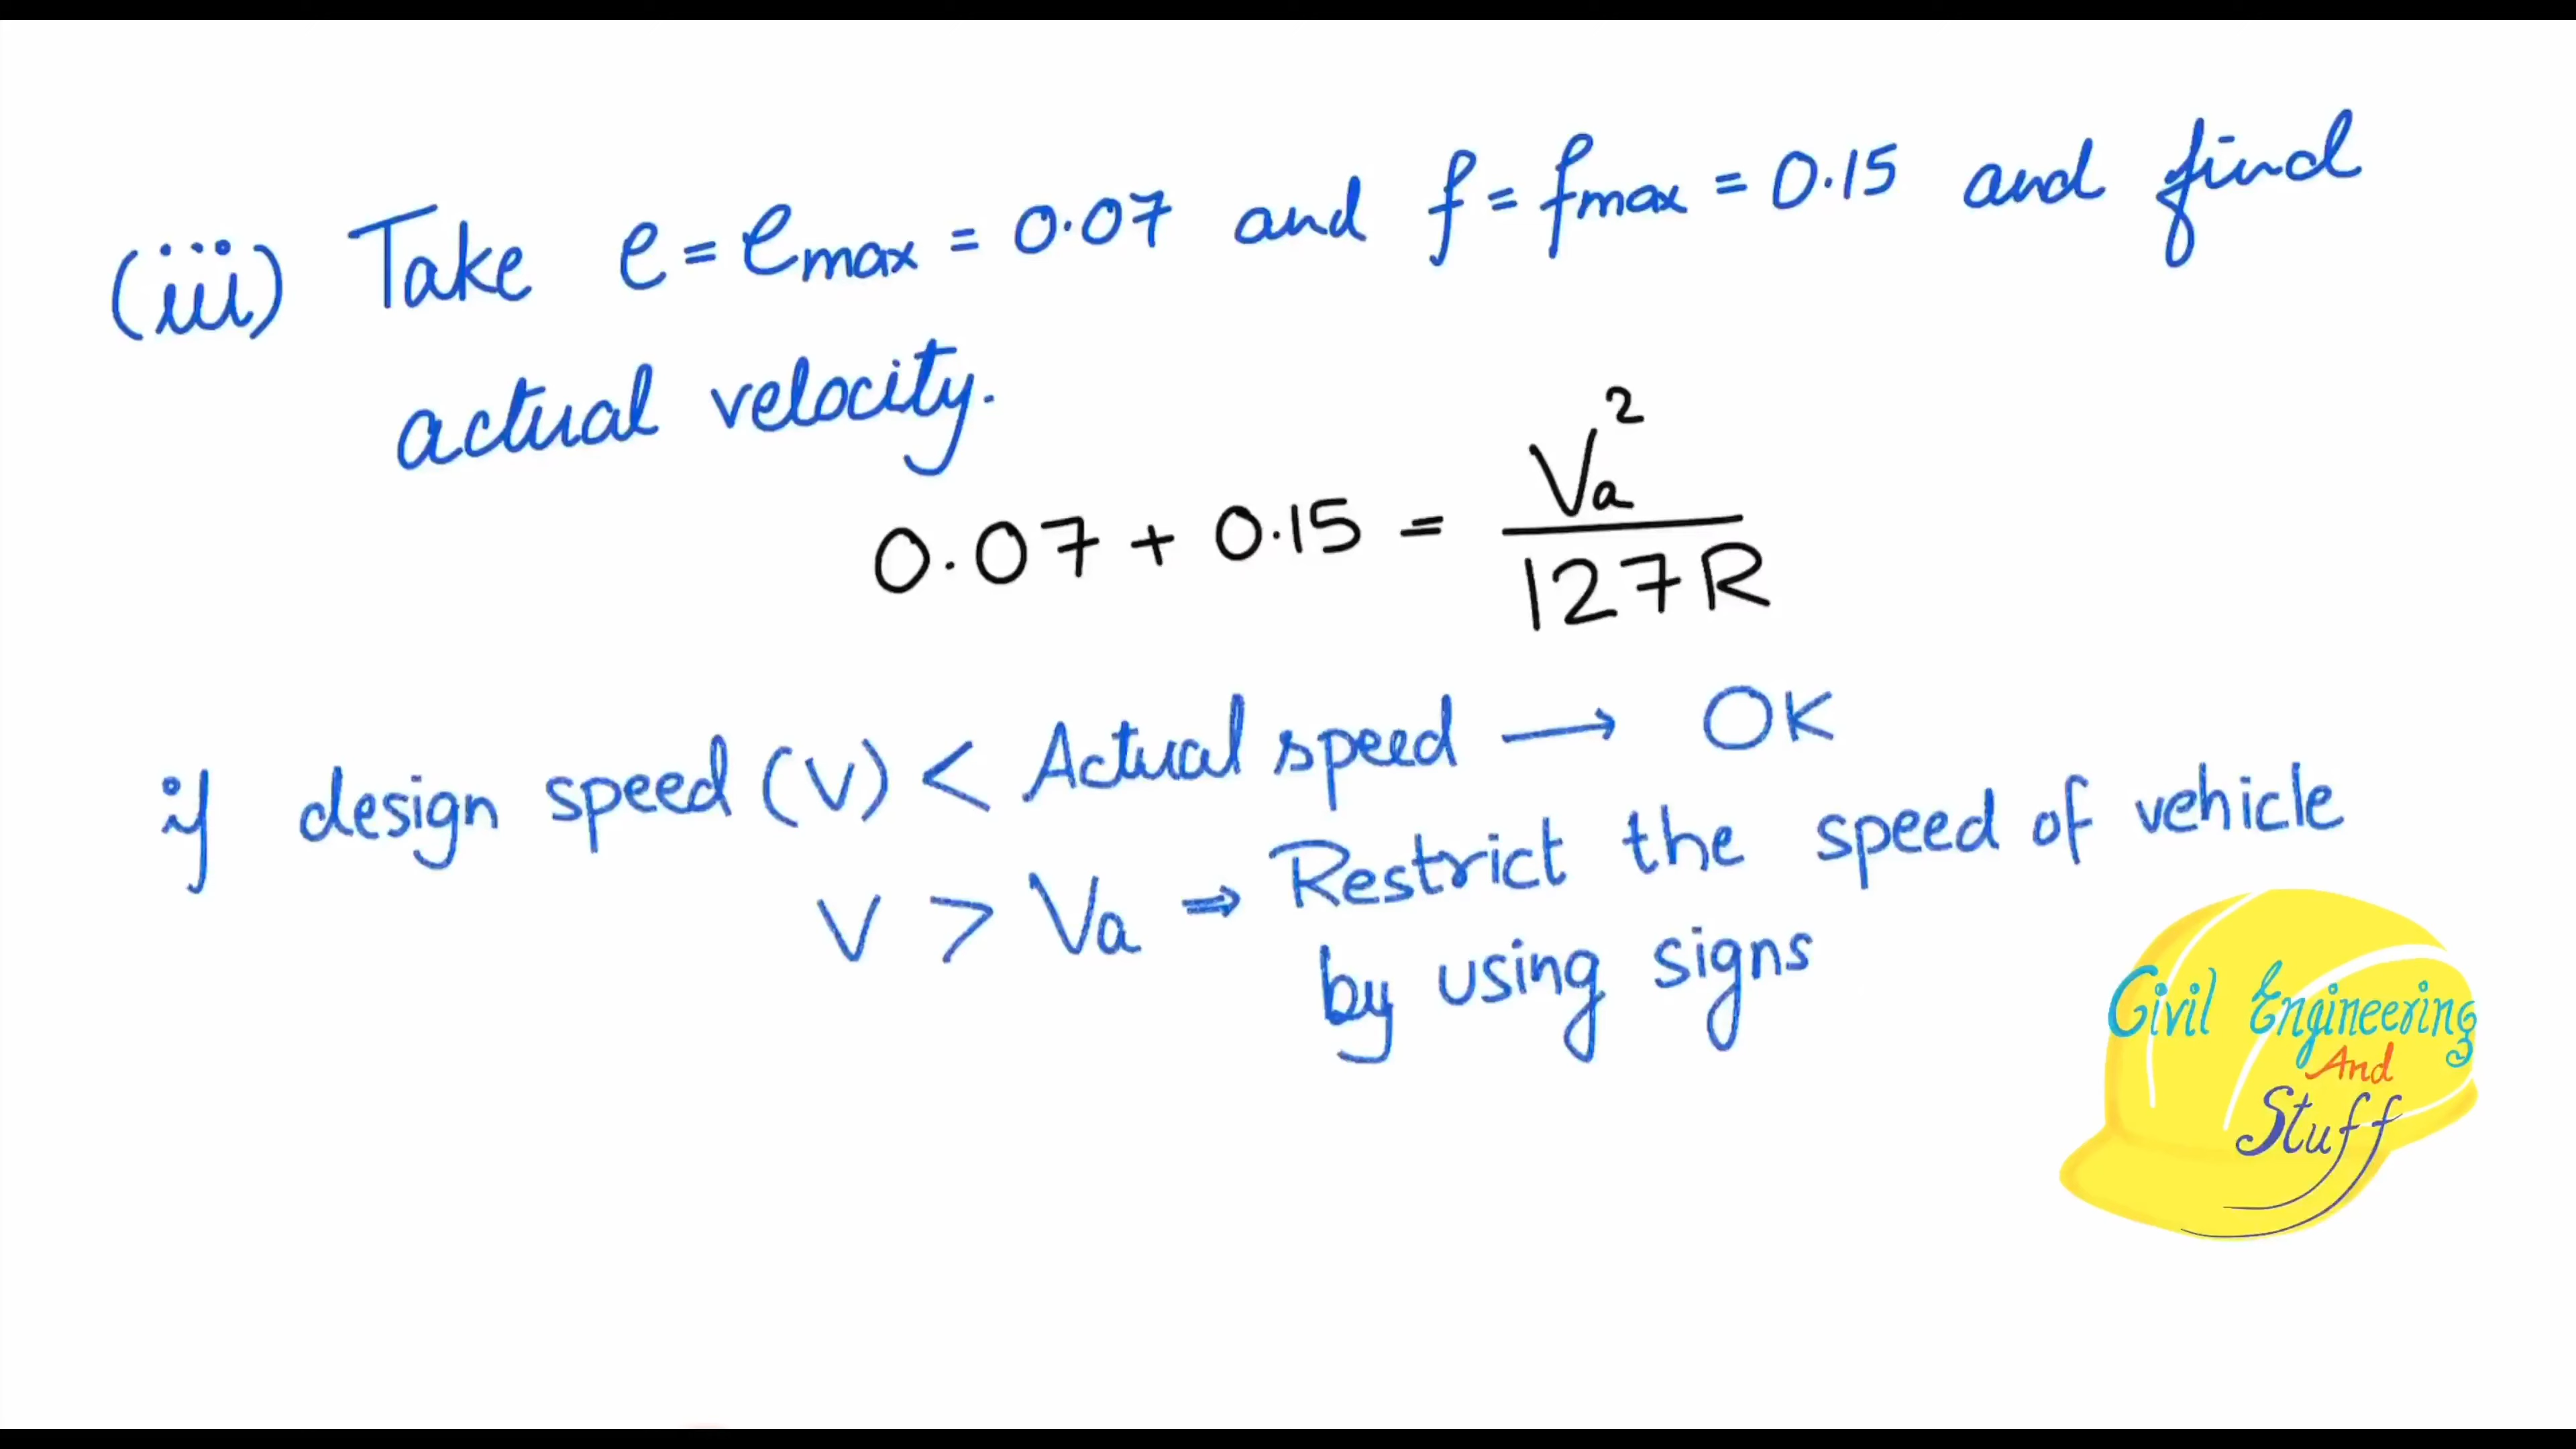 (iii) Take e = emax = 0.07 and f = fmax = 0.15 and find
actual velocity.
0.07 + 0.15 = Va²
127R
if design speed (V) < Actual speed → OK
V > Va → Restrict the speed of vehicle
by using signs
Civil Engineering
And
Stuff